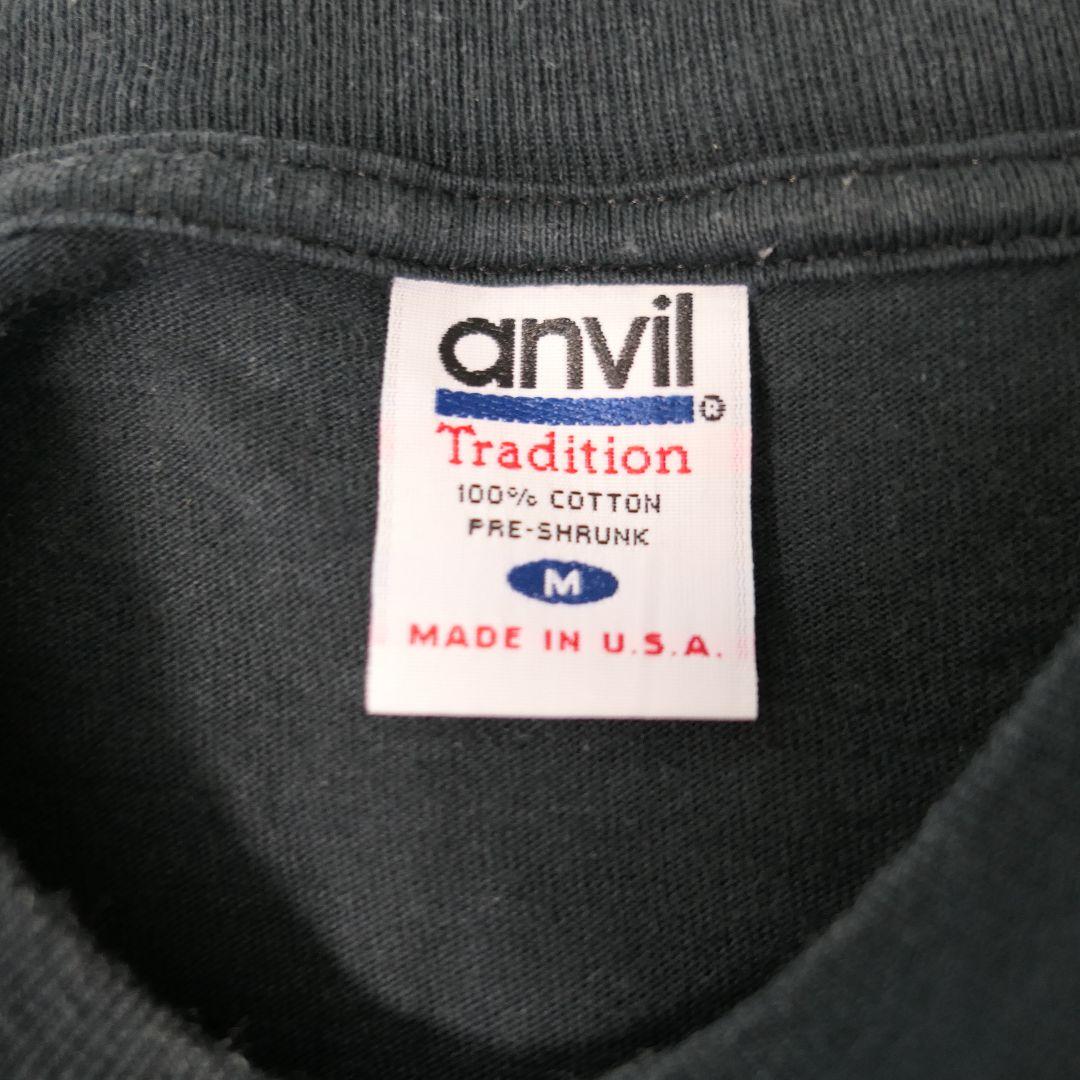 anvil
®
Tradition
100% COTTON
PRE-SHRUNK
M
MADE IN U.S.A.